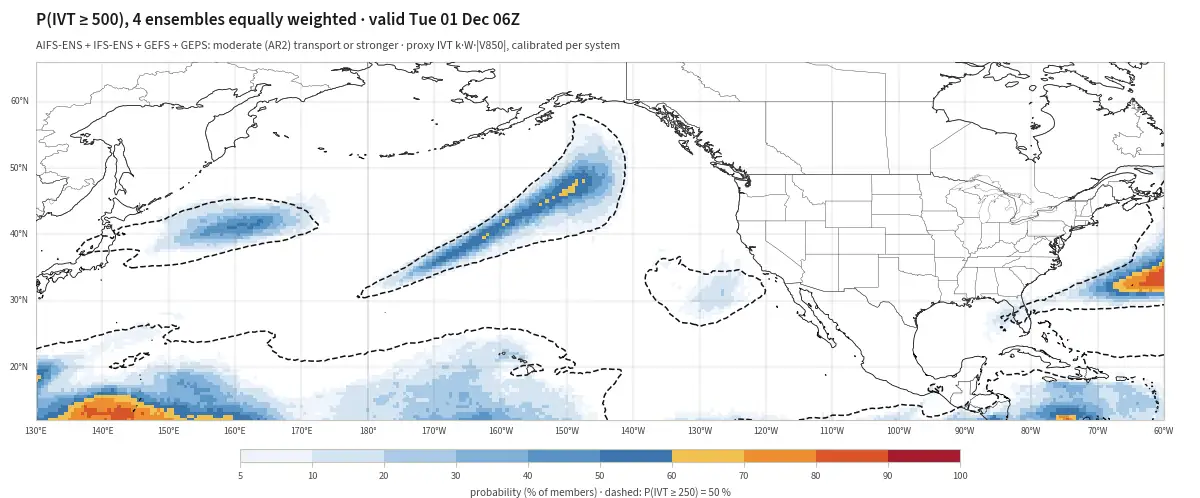 P(IVT ≥ 500), 4 ensembles equally weighted · valid Tue 01 Dec 06Z
AIFS-ENS + IFS-ENS + GEFS + GEPS: moderate (AR2) transport or stronger · proxy IVT k·W·|V850|, calibrated per system
60°N
50°N
40°N
30°N
20°N
130°E 140°E 150°E 160°E 170°E 180° 170°W 160°W 150°W 140°W 130°W 120°W 110°W 100°W 90°W 80°W 70°W 60°W
5 10 20 30 40 50 60 70 80 90 100
probability (% of members) · dashed: P(IVT ≥ 250) = 50 %